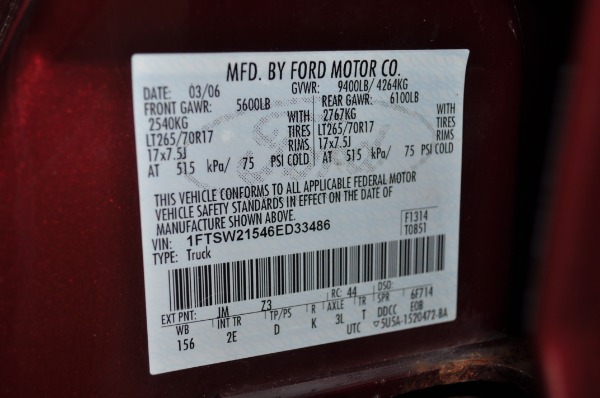 MFD. BY FORD MOTOR CO.
DATE: 03/06 GVWR: 9400LB/ 4264KG
FRONT GAWR: 5600LB REAR GAWR: 6100LB
2540KG WITH 2767KG WITH
LT265/70R17 TIRES LT265/70R17 TIRES
17x7.5J RIMS 17x7.5J RIMS
AT 515 kPa/ 75 PSI COLD AT 515 kPa/ 75 PSI COLD
THIS VEHICLE CONFORMS TO ALL APPLICABLE FEDERAL MOTOR
VEHICLE SAFETY STANDARDS IN EFFECT ON THE DATE OF
MANUFACTURE SHOWN ABOVE.
VIN: 1FTSW21546ED33486 F1314
TYPE: Truck T0851
EXT PNT: JM Z3 RC: 44 DSO:
WB INT TR TP/PS R AXLE TR SPR 6F714
156 2E D K 3L T DDCC EOB
UTC 5U5A-1520472-BA